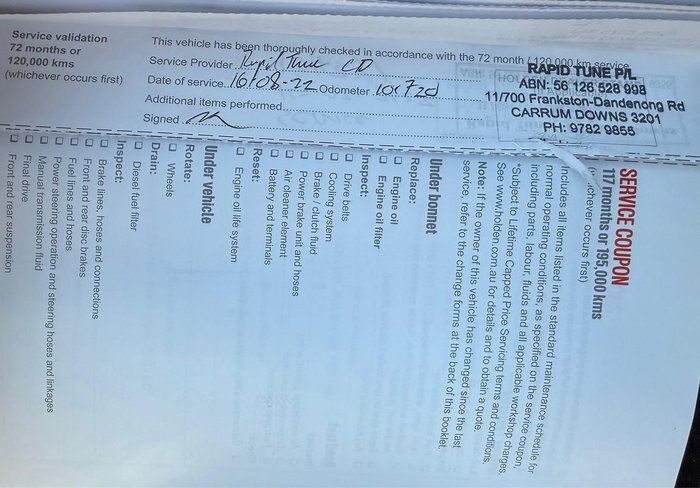 Service validation
72 months or
120,000 kms
(whichever occurs first)
This vehicle has been thoroughly checked in accordance with the 72 month / 120,000 km service
Service Provider Rapid Tune CD
Date of service 16-08-22 Odometer
Additional items performed
Signed
RAPID TUNE P/L
ABN: 56 126 528 998
11/700 Frankston-Dandenong Rd
CARRUM DOWNS 3201
PH: 9782 9855
SERVICE COUPON
117 months or 195,000 kms
(whichever occurs first)
Includes all items listed in the standard maintenance schedule for
normal operating conditions, as specified on the service coupon,
including parts, labour, fluids and all applicable workshop charges.
*Subject to Lifetime Capped Price Servicing terms and conditions.
See www.holden.com.au for details and to obtain a quote.
Note: If the owner of this vehicle has changed since the last
service, refer to the change forms at the back of this booklet.
Under bonnet
Replace:
Engine oil
Engine oil filter
Inspect:
Drive belts
Cooling system
Brake / clutch fluid
Power brake unit and hoses
Air cleaner element
Battery and terminals
Reset:
Engine oil life system
Under vehicle
Rotate:
Wheels
Drain:
Diesel fuel filter
Inspect:
Brake lines, hoses and connections
Front and rear disc brakes
Fuel lines and hoses
Power steering operation and steering hoses and linkages
Manual transmission fluid
Final drive
Front and rear suspension